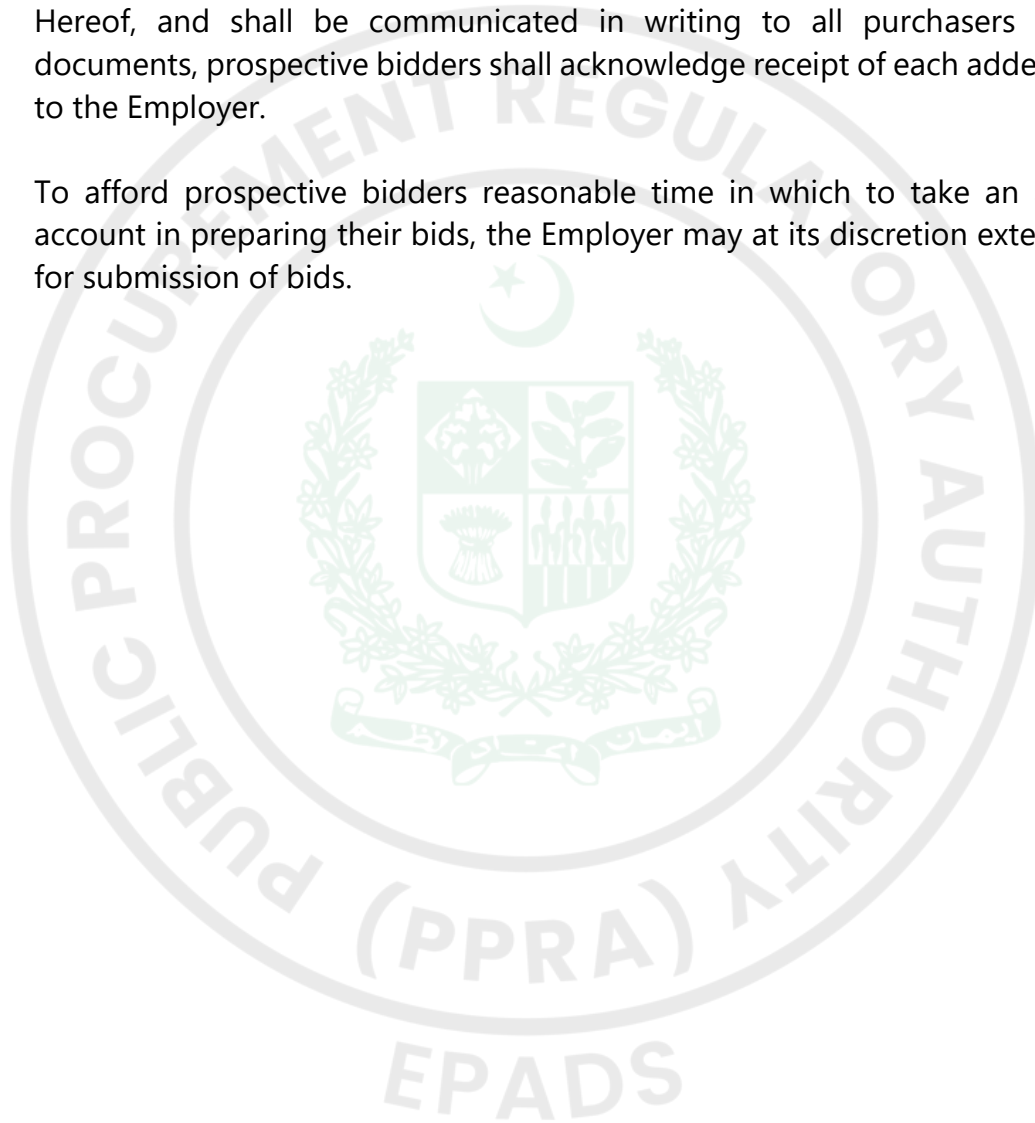 Hereof, and shall be communicated in writing to all purchasers
documents, prospective bidders shall acknowledge receipt of each adde
to the Employer.
To afford prospective bidders reasonable time in which to take an
account in preparing their bids, the Employer may at its discretion exte
for submission of bids.
PUBLIC PROCUREMENT REGULATORY AUTHORITY
(PPRA)
EPADS